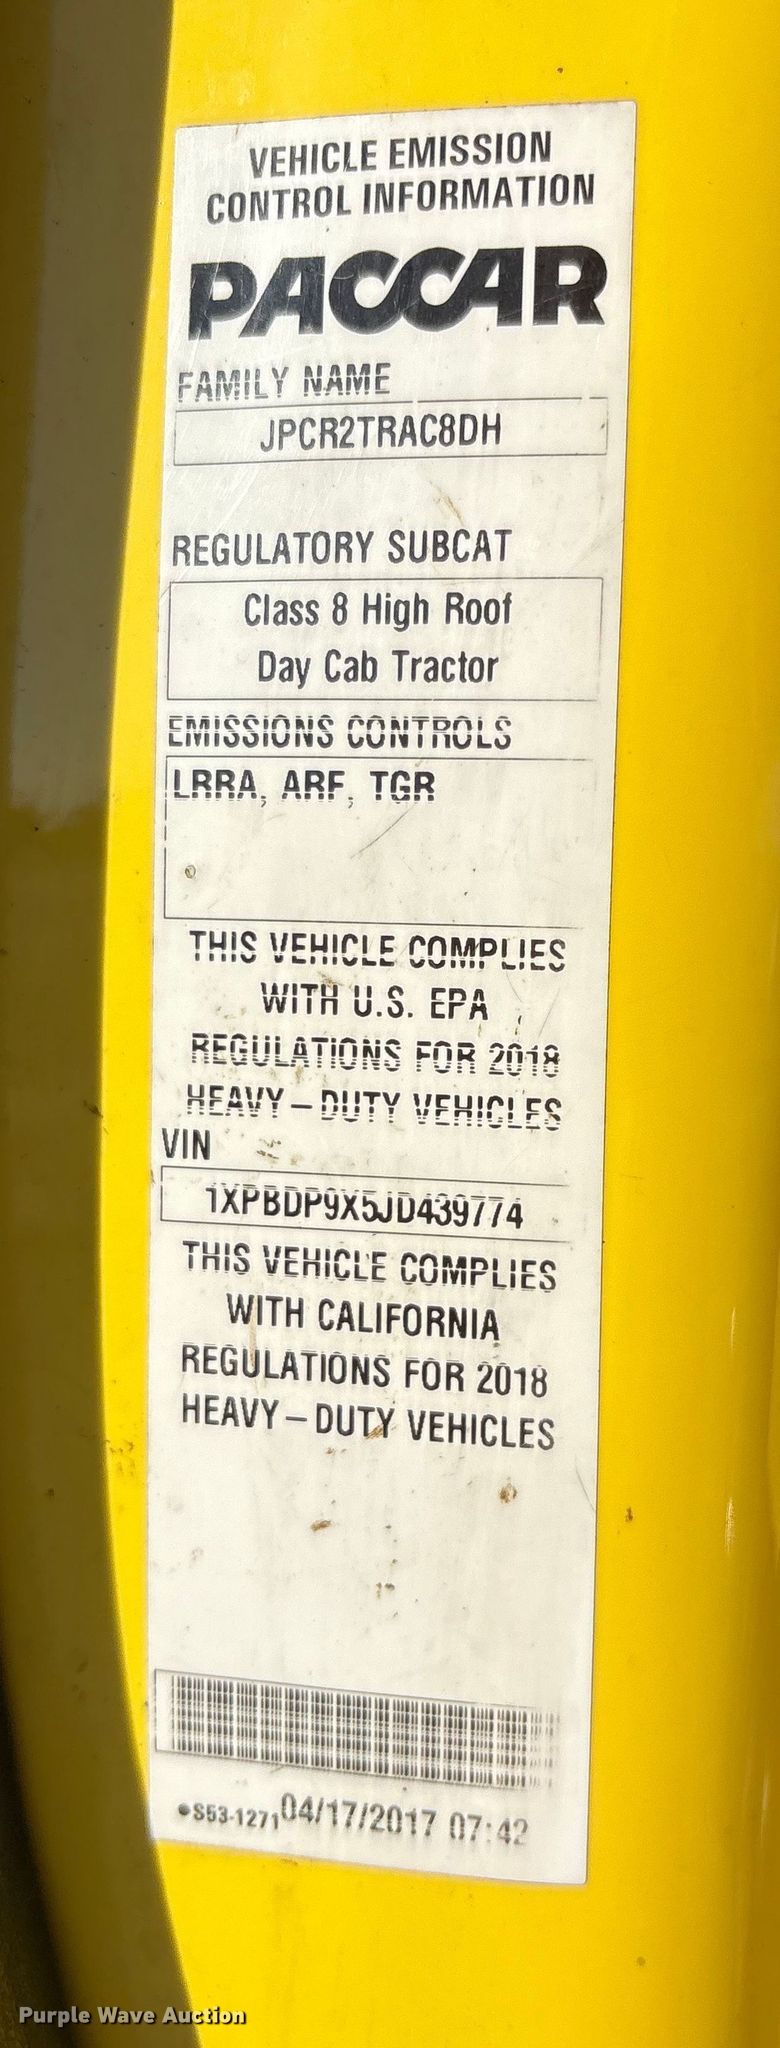 VEHICLE EMISSION
CONTROL INFORMATION
PACCAR
FAMILY NAME
JPCR2TRAC8DH
REGULATORY SUBCAT
Class 8 High Roof
Day Cab Tractor
EMISSIONS CONTROLS
LRRA, ARF, TGR
THIS VEHICLE COMPLIES
WITH U.S. EPA
REGULATIONS FOR 2018
HEAVY-DUTY VEHICLES
VIN
1XPBDP9X5JD439774
THIS VEHICLE COMPLIES
WITH CALIFORNIA
REGULATIONS FOR 2018
HEAVY-DUTY VEHICLES
•S53-1271 04/17/2017 07:42
Purple Wave Auction